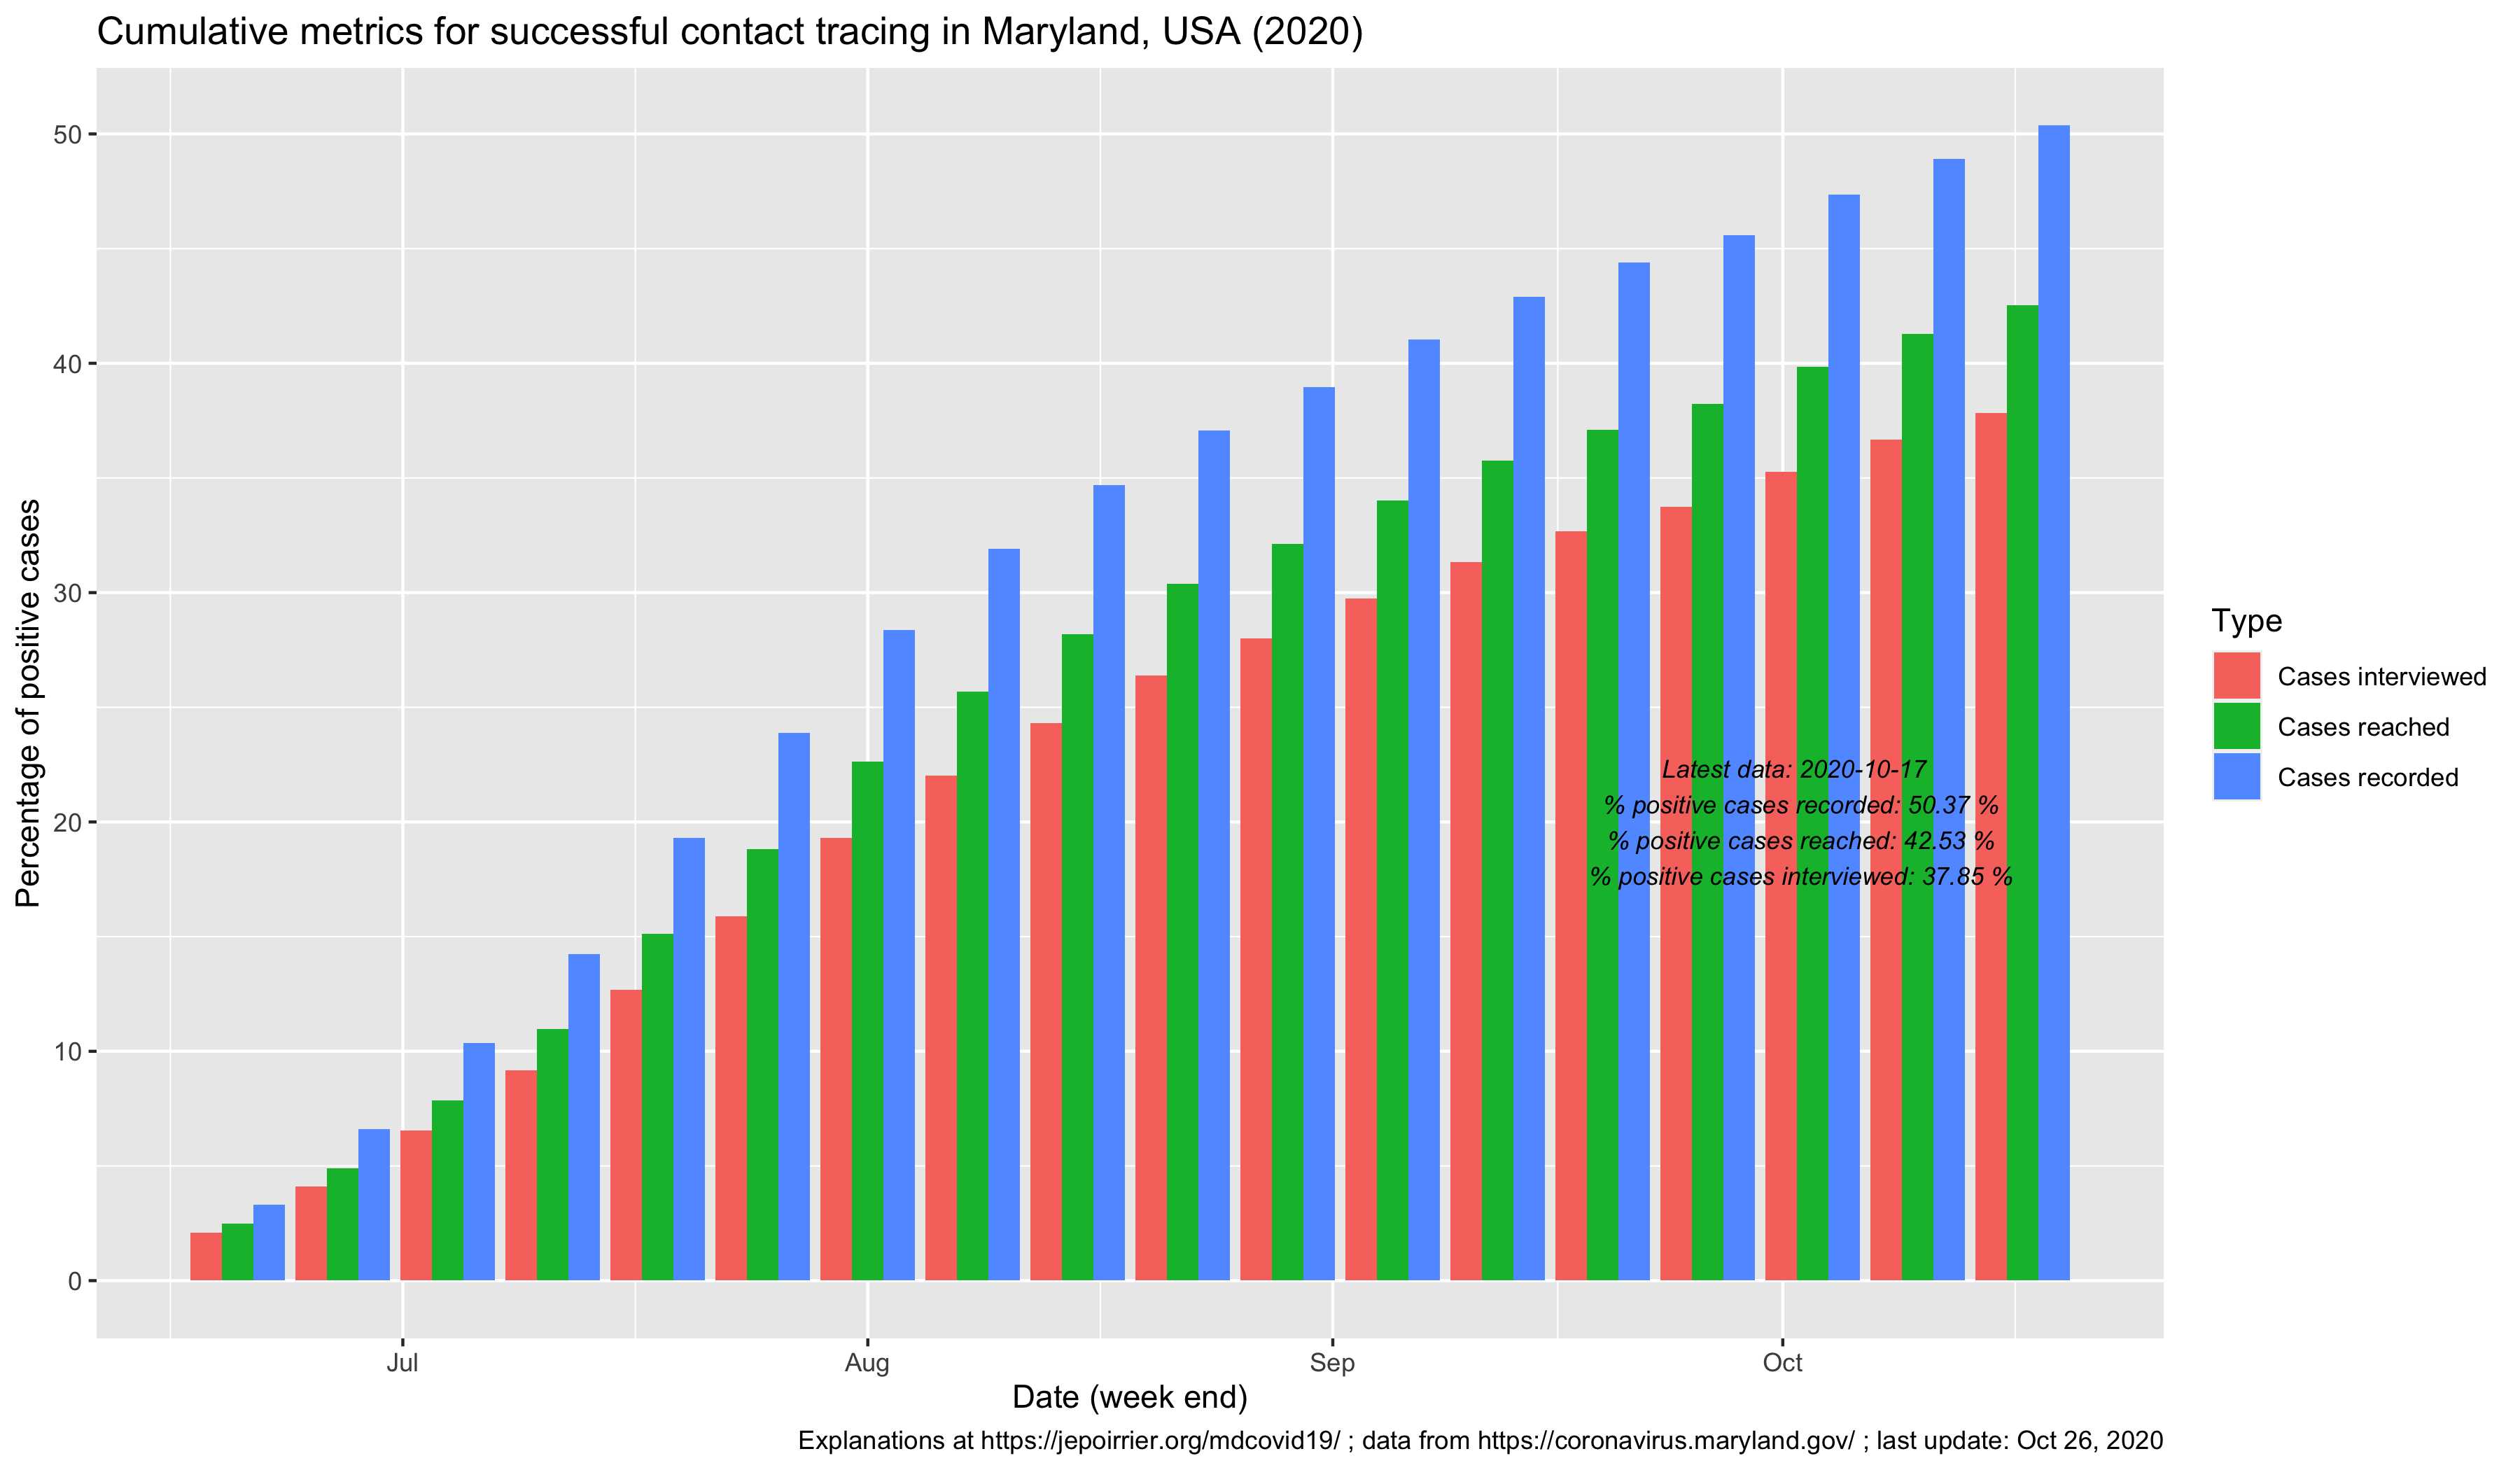 Cumulative metrics for successful contact tracing in Maryland, USA (2020)
Percentage of positive cases
50
40
30
20
10
0
Latest data: 2020-10-17
% positive cases recorded: 50.37 %
% positive cases reached: 42.53 %
% positive cases interviewed: 37.85 %
Type
Cases interviewed
Cases reached
Cases recorded
Jul
Aug
Sep
Oct
Date (week end)
Explanations at https://jepoirrier.org/mdcovid19/ ; data from https://coronavirus.maryland.gov/ ; last update: Oct 26, 2020